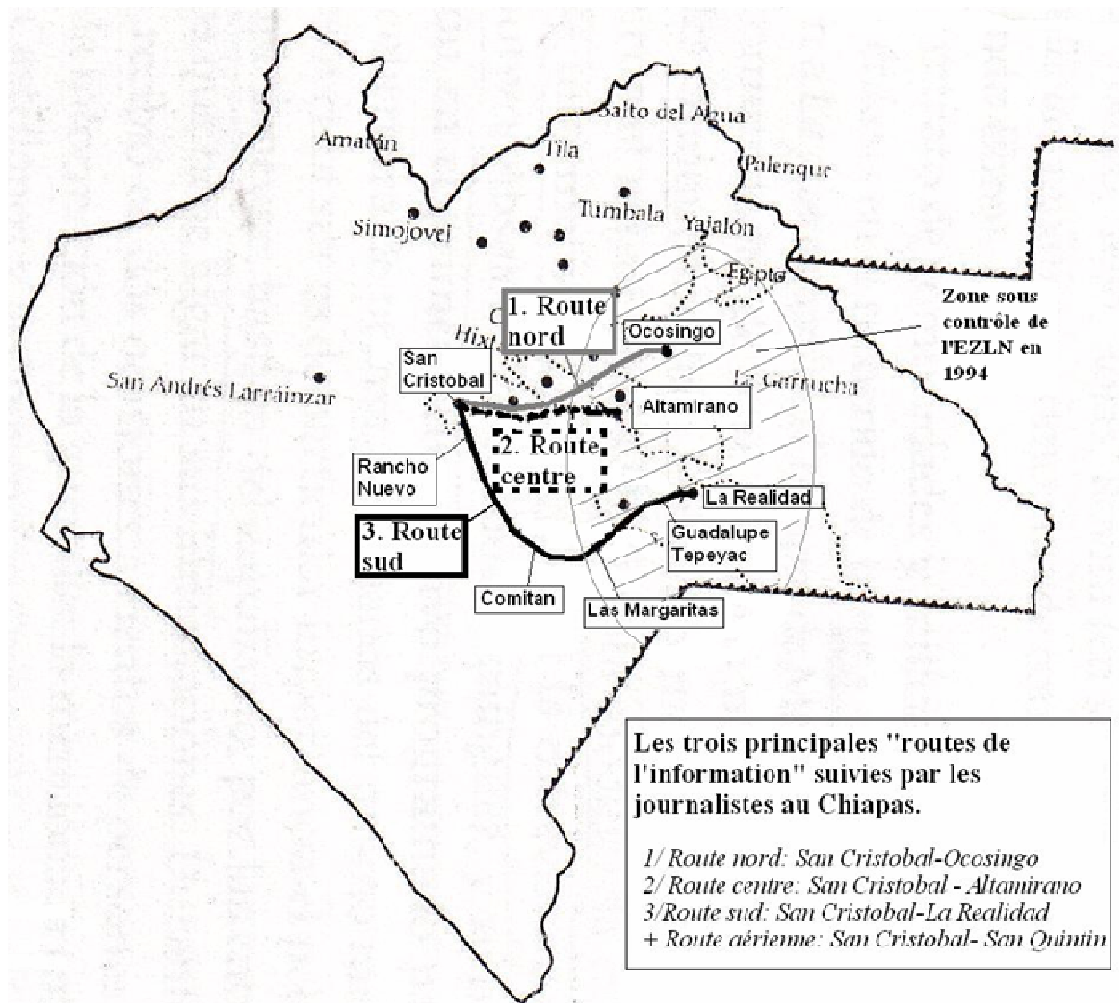 Salto del Agua
Amatán
Tila
Palenque
Tumbala
Simojovel
Yajalón
Egipto
Zone sous
contrôle de
l'EZLN en
1994
1. Route
nord
Ocosingo
San
Cristobal
San Andrés Larráinzar
Garrucha
Altamirano
2. Route
centre
Rancho
Nuevo
La Realidad
3. Route
sud
Guadalupe
Tepeyac
Comitan
Las Margaritas
Les trois principales "routes de
l'information" suivies par les
journalistes au Chiapas.
1/ Route nord: San Cristobal-Ocosingo
2/ Route centre: San Cristobal - Altamirano
3/Route sud: San Cristobal-La Realidad
+ Route aérienne: San Cristobal- San Quintin